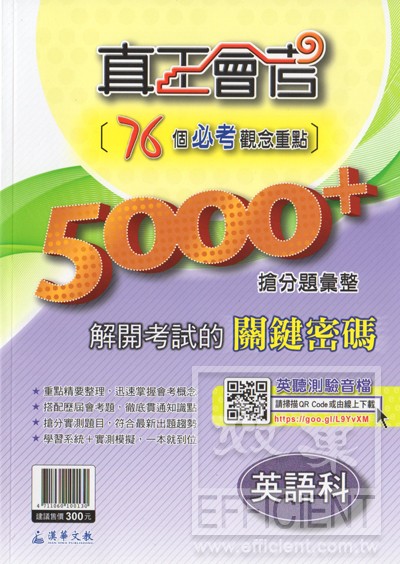 真正會考
〔76個必考觀念重點〕
5000+
搶分題彙整
解開考試的 關鍵密碼
★ 重點精要整理，迅速掌握會考概念
★ 搭配歷屆會考題，徹底貫通知識點
★ 搶分實測題目，符合最新出題趨勢
★ 學習系統+實測模擬，一本就到位
英聽測驗音檔
請掃描QR Code或由線上下載
https://goo.gl/L9YvXM
英語科
建議售價300元
漢華文教
效率
EFFICIENT
www.efficient.com.tw